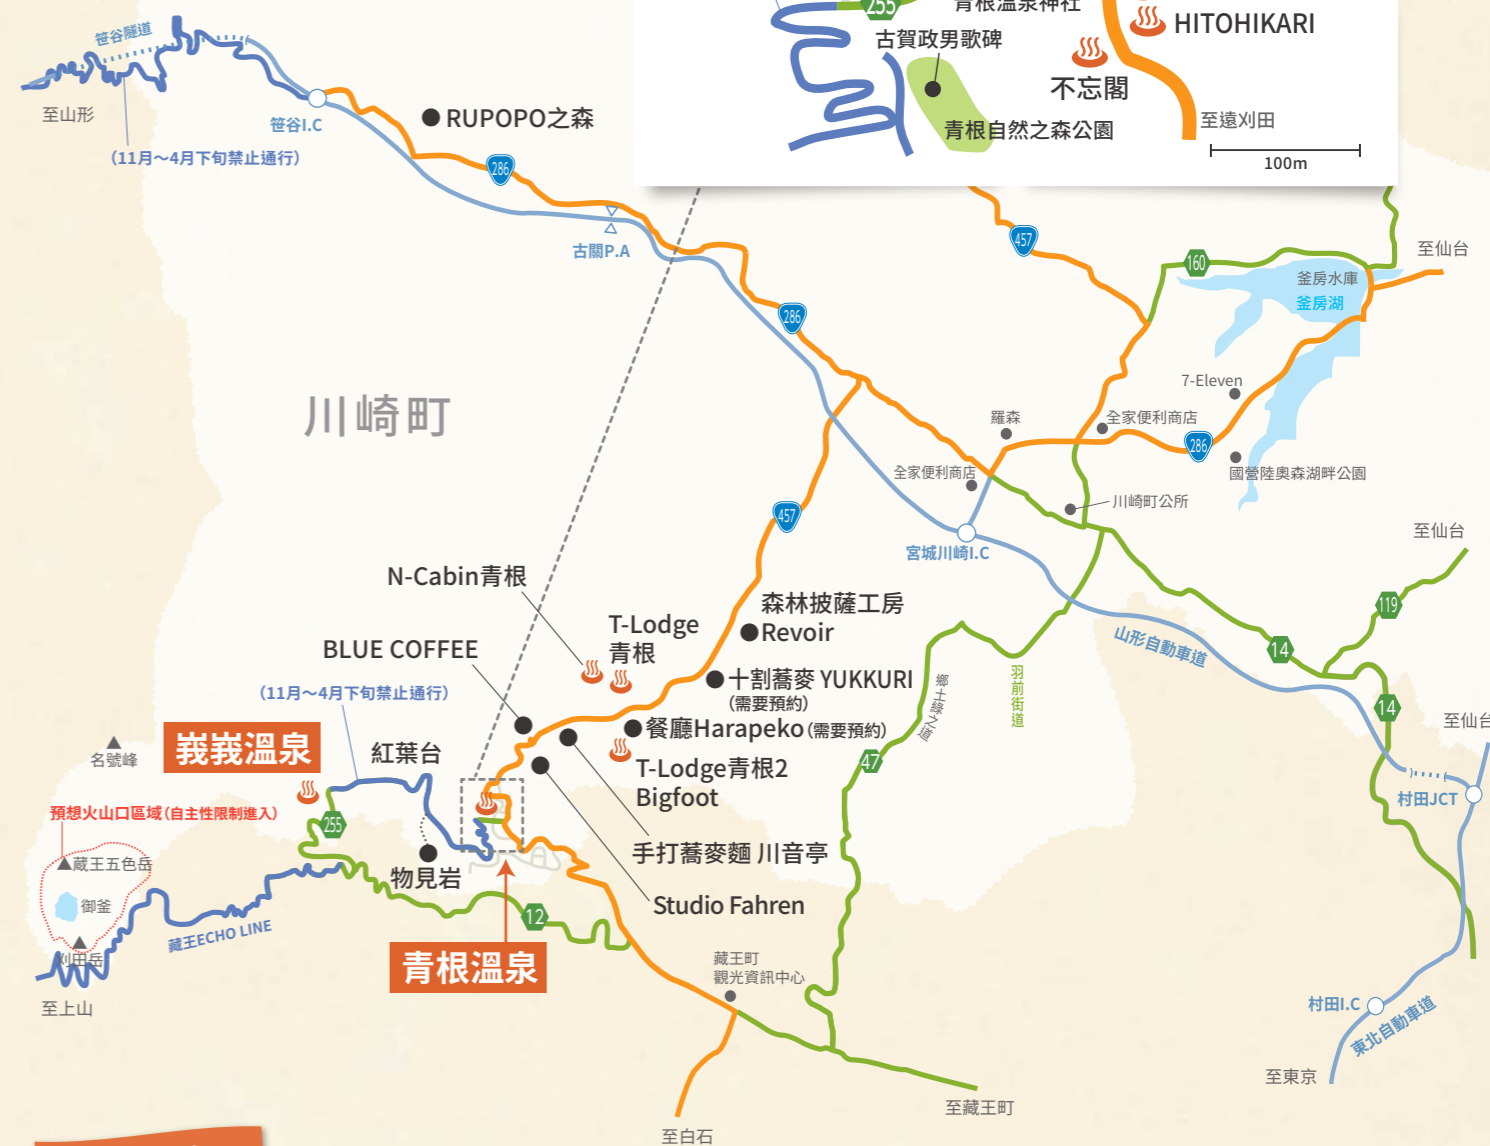 255
青根溫泉神社
HITOHIKARI
古賀政男歌碑
不忘閣
青根自然之森公園
至遠刈田
100m
笹谷隧道
至山形
笹谷I.C
(11月～4月下旬禁止通行)
RUPOPO之森
286
古關P.A
457
160
至仙台
釜房水庫
釜房湖
286
7-Eleven
川崎町
羅森
全家便利商店
286
全家便利商店
國營陸奧森湖畔公園
川崎町公所
457
宮城川崎I.C
至仙台
N-Cabin青根
森林披薩工房
Revoir
T-Lodge
青根
119
BLUE COFFEE
山形自動車道
14
十割蕎麥 YUKKURI
(需要預約)
(11月～4月下旬禁止通行)
鄉土綠之道
羽前街道
14
至仙台
餐廳Harapeko(需要預約)
峩峩溫泉
紅葉台
名號峰
T-Lodge青根2
Bigfoot
47
村田JCT
預想火山口區域(自主性限制進入)
255
手打蕎麥麵 川音亭
藏王五色岳
物見岩
御釜
Studio Fahren
12
藏王ECHO LINE
刈田岳
青根溫泉
藏王町
觀光資訊中心
至上山
村田I.C
東北自動車道
至東京
至藏王町
至白石